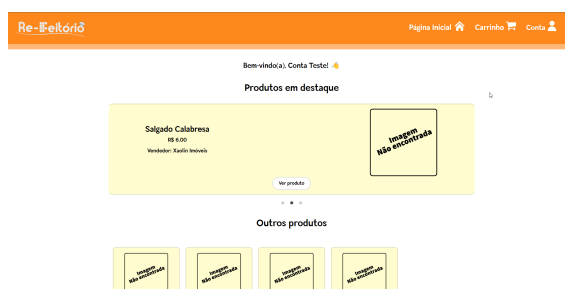 Re-Feitório
Página Inicial
Carrinho
Conta
Bem-vindo(a), Conta Teste!
Produtos em destaque
Salgado Calabresa
R$ 6.00
Vendedor: Xaolin Imóveis
Imagem
Não encontrada
Ver produto
Outros produtos
Imagem
Não encontrada
Imagem
Não encontrada
Imagem
Não encontrada
Imagem
Não encontrada